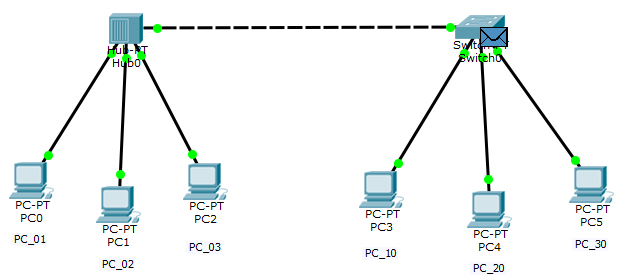 Hub-PT
Hub0
Switch-PT
Switch0
PC-PT
PC0
PC_01
PC-PT
PC1
PC_02
PC-PT
PC2
PC_03
PC-PT
PC3
PC_10
PC-PT
PC4
PC_20
PC-PT
PC5
PC_30